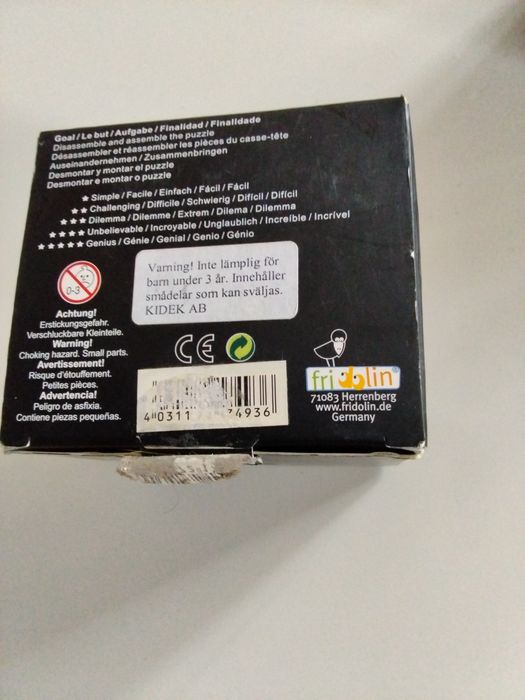 Goal / Le but / Aufgabe / Finalidad / Finalidade
Disassemble and assemble the puzzle
Désassembler et réassembler les pièces du casse-tête
Auseinandernehmen / Zusammenbringen
Desmontar y montar el puzzle
Desmontar e montar o puzzle
★ Simple / Facile / Einfach / Fácil / Fácil
★★ Challenging / Difficile / Schwierig / Difícil / Difícil
★★★ Dilemma / Dilemme / Extrem / Dilema / Dilemma
★★★★ Unbelievable / Incroyable / Unglaublich / Increíble / Incrível
★★★★★ Genius / Génie / Genial / Genio / Génio
Varning! Inte lämplig för
barn under 3 år. Innehåller
smådelar som kan sväljas.
KIDEK AB
0-3
Achtung!
Erstickungsgefahr.
Verschluckbare Kleinteile.
Warning!
Choking hazard. Small parts.
Avertissement!
Risque d'étouffement.
Petites pièces.
Advertencia!
Peligro de asfixia.
Contiene piezas pequeñas.
CE
4 0311 74936
fridolin®
71083 Herrenberg
www.fridolin.de
Germany